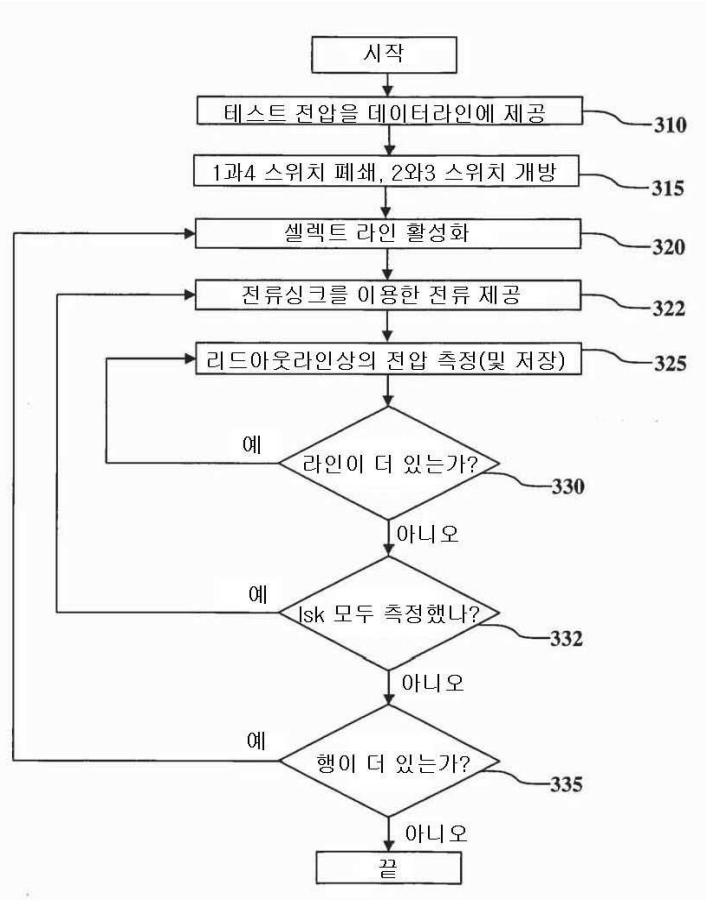 시작
테스트 전압을 데이터라인에 제공
310
1과4 스위치 폐쇄, 2와3 스위치 개방
315
셀렉트 라인 활성화
320
전류싱크를 이용한 전류 제공
322
리드아웃라인상의 전압 측정(및 저장)
325
예
라인이 더 있는가?
330
아니오
예
Isk 모두 측정했나?
332
아니오
예
행이 더 있는가?
335
아니오
끝